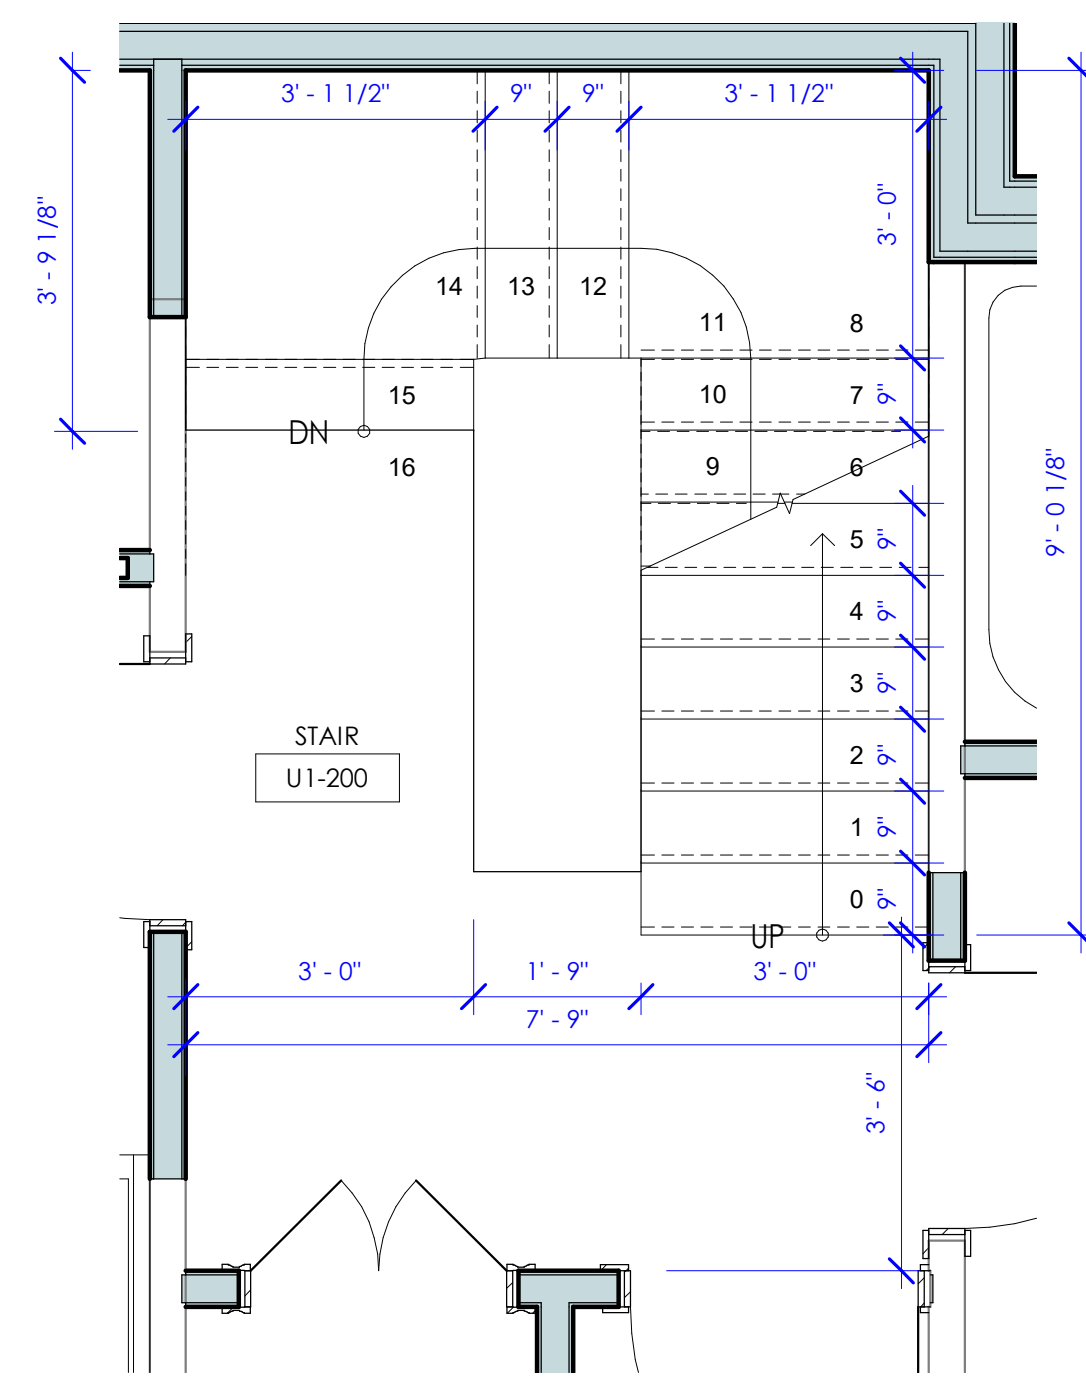 3' - 1 1/2" 9" 9" 3' - 1 1/2"
3' - 0"
3' - 9 1/8"
14 13 12
11 8
15 10 7 9"
DN
16 9 6
5 9"
9' - 0 1/8"
4 9"
3 9"
STAIR
2 9"
U1-200
1 9"
0 9"
UP
3' - 0" 1' - 9" 3' - 0"
7' - 9"
3' - 6"